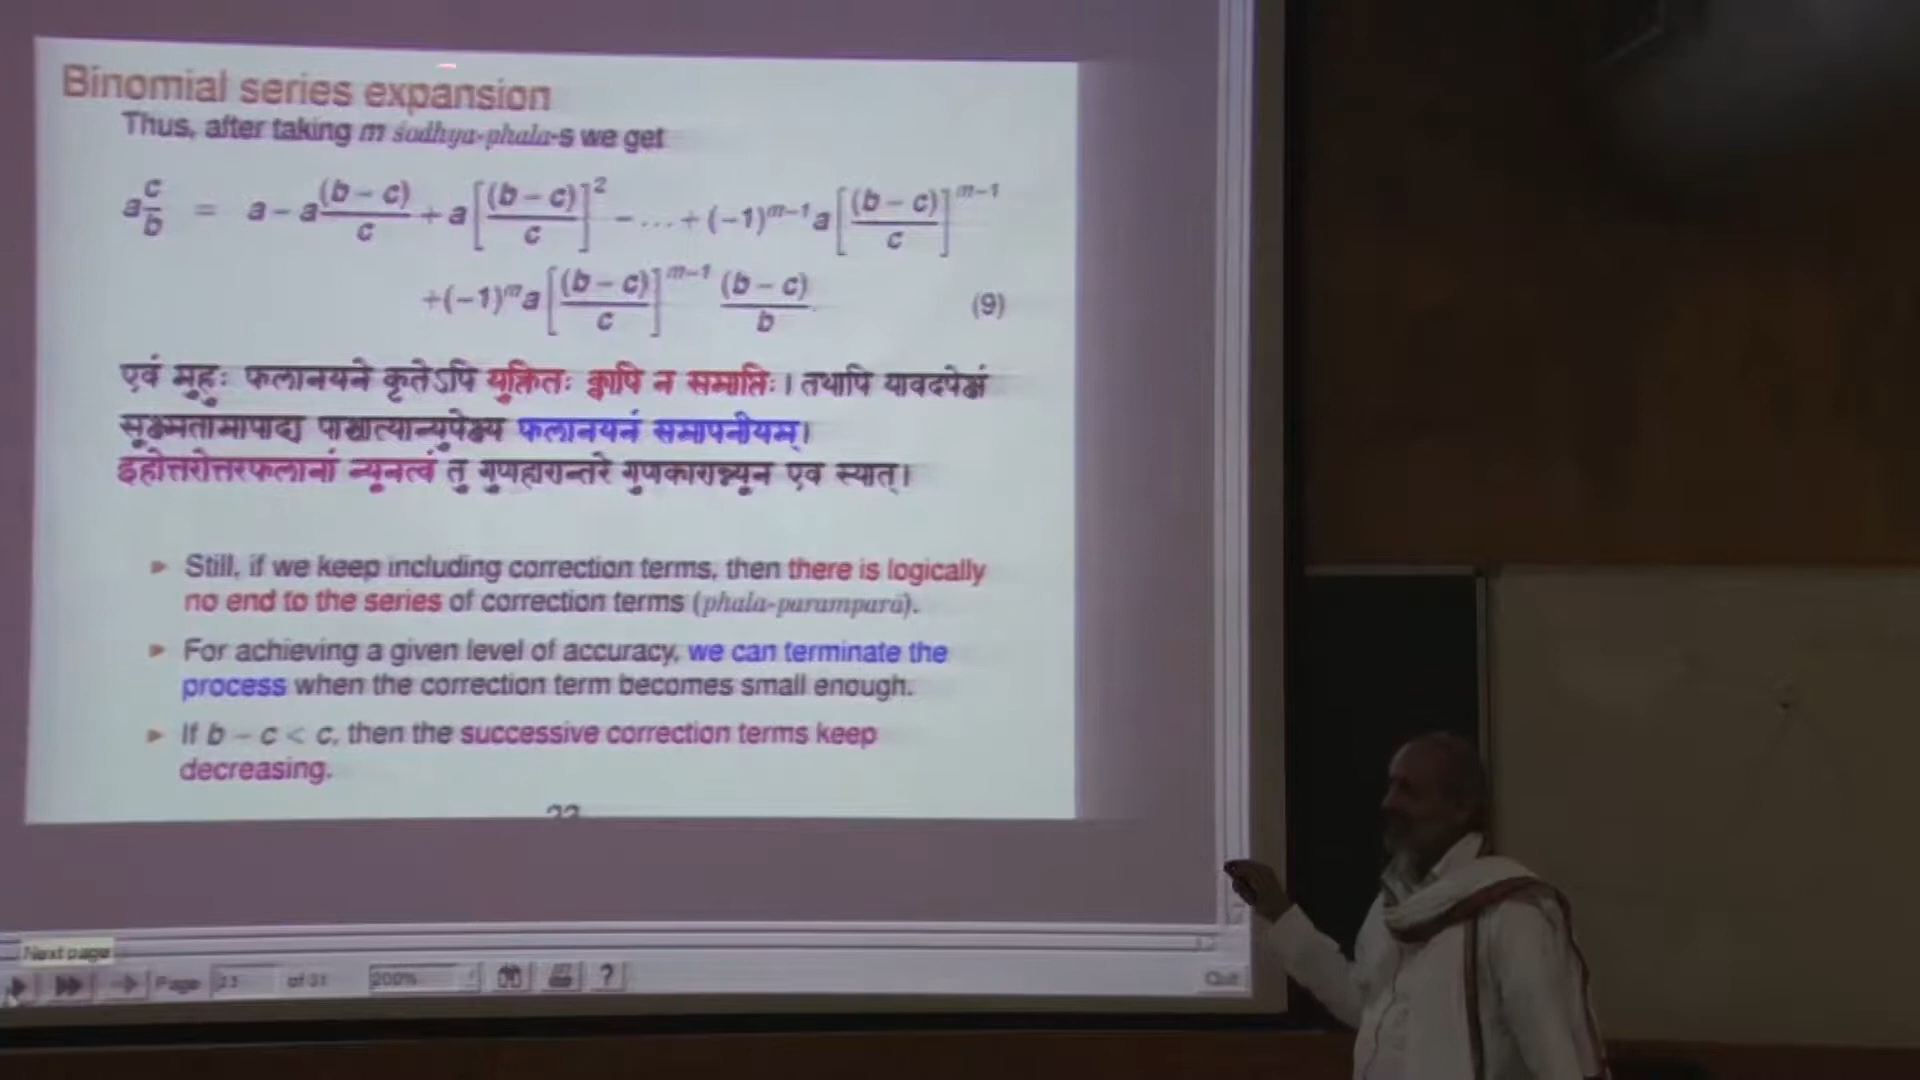 Binomial series expansion
Thus, after taking m śodhya-phala-s we get
a c/b = a − a (b − c)/c + a [(b − c)/c]^2 − … + (−1)^{m−1} a [(b − c)/c]^{m−1}
+(−1)^m a [(b − c)/c]^{m−1} (b − c)/b. (9)
एवं मुहुः फलानयने कृतेऽपि युक्तितः क्वापि न समाप्तिः। तथापि यावदपेक्षं
सूक्ष्मतामापाद्य पाश्चात्यान्युपेक्ष्य फलानयनं समापनीयम्।
इहोत्तरोत्तरफलानां न्यूनत्वं तु गुणहारान्तरे गुणकारान्न्यून एव स्यात्।
Still, if we keep including correction terms, then there is logically
no end to the series of correction terms (phala-paramparā).
For achieving a given level of accuracy, we can terminate the
process when the correction term becomes small enough.
If b − c < c, then the successive correction terms keep
decreasing.
Next page
Page 23 of 31 200% ? Quit